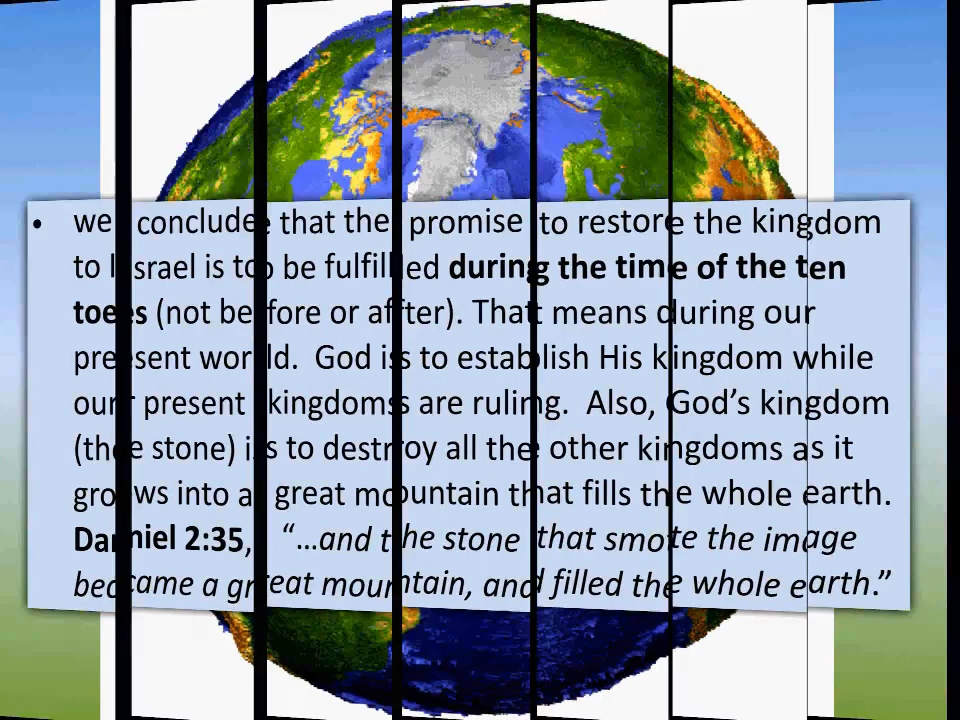 • we conclude that the promise to restore the kingdom
to Israel is to be fulfilled during the time of the ten
toes (not before or after). That means during our
present world. God is to establish His kingdom while
our present kingdoms are ruling. Also, God's kingdom
(the stone) is to destroy all the other kingdoms as it
grows into a great mountain that fills the whole earth.
Daniel 2:35, “…and the stone that smote the image
became a great mountain, and filled the whole earth.”